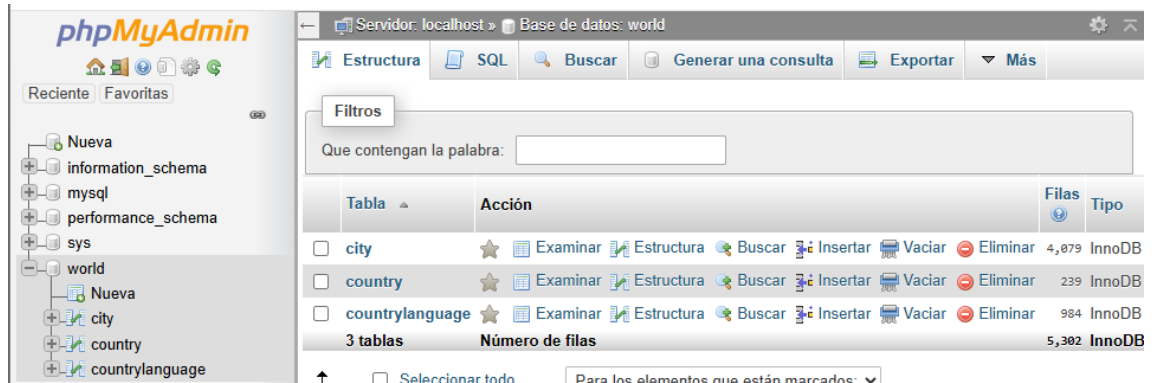 phpMyAdmin
Reciente Favoritas
Nueva
information_schema
mysql
performance_schema
sys
world
Nueva
city
country
countrylanguage
Servidor: localhost » Base de datos: world
Estructura SQL Buscar Generar una consulta Exportar Más
Filtros
Que contengan la palabra:
Tabla Acción Filas Tipo
city Examinar Estructura Buscar Insertar Vaciar Eliminar 4,079 InnoDB
country Examinar Estructura Buscar Insertar Vaciar Eliminar 239 InnoDB
countrylanguage Examinar Estructura Buscar Insertar Vaciar Eliminar 984 InnoDB
3 tablas Número de filas 5,302 InnoDB
Seleccionar todo Para los elementos que están marcados: